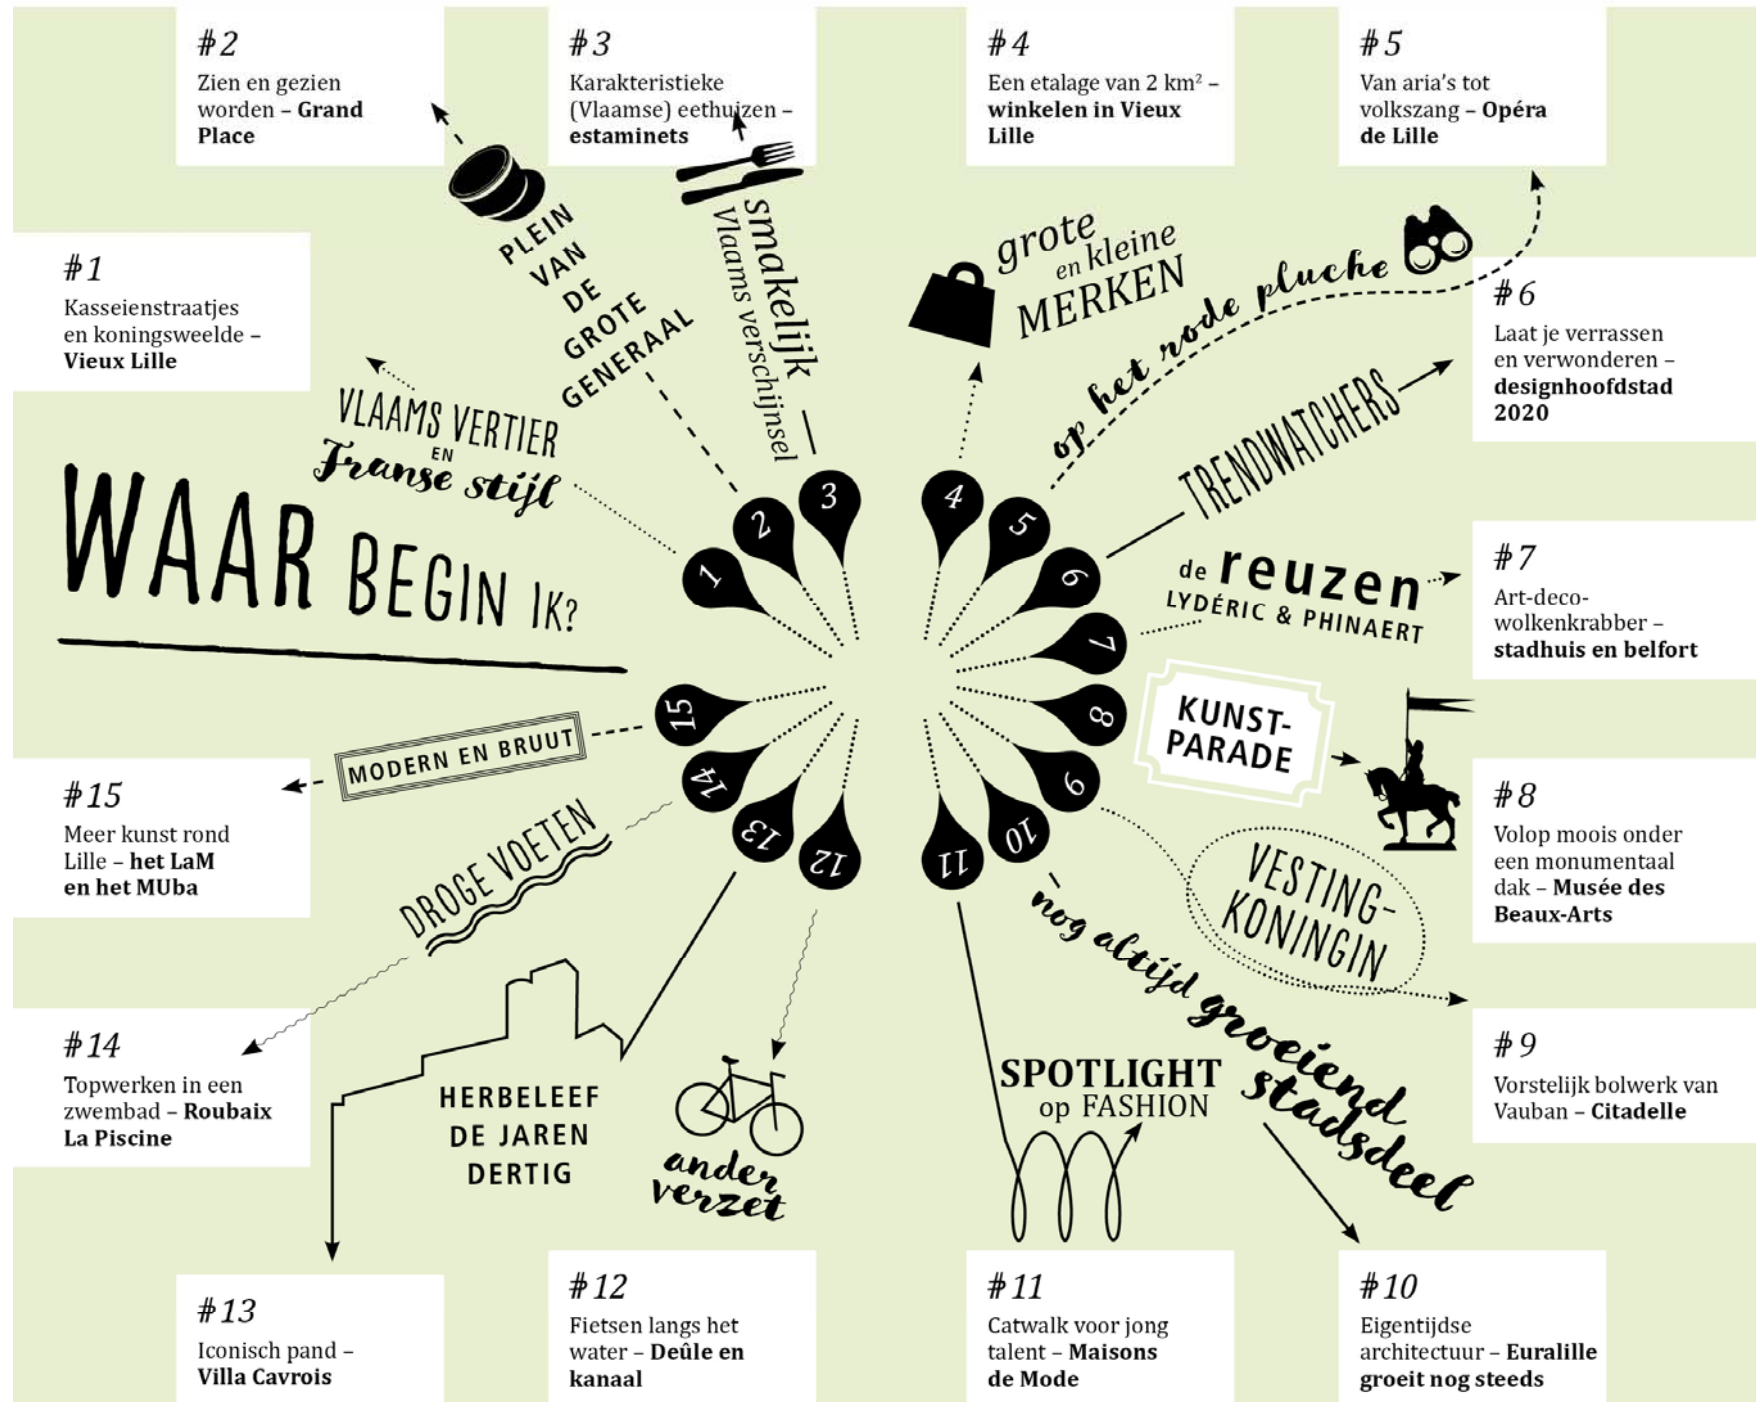 WAAR BEGIN IK?
#1
Kasseienstraatjes
en koningsweelde –
Vieux Lille
VLAAMS VERTIER
EN
Franse stijl
1
#2
Zien en gezien
worden – Grand
Place
PLEIN
VAN
DE
GROTE
GENERAAL
2
#3
Karakteristieke
(Vlaamse) eethuizen –
estaminets
smakelijk
Vlaams verschijnsel
3
#4
Een etalage van 2 km² –
winkelen in Vieux
Lille
grote
en kleine
MERKEN
4
#5
Van aria's tot
volkszang – Opéra
de Lille
op het rode pluche
5
#6
Laat je verrassen
en verwonderen –
designhoofdstad
2020
TRENDWATCHERS
6
#7
Art-deco-
wolkenkrabber –
stadhuis en belfort
de reuzen
LYDÉRIC & PHINAERT
7
#8
Volop moois onder
een monumentaal
dak – Musée des
Beaux-Arts
KUNST-
PARADE
8
#9
Vorstelijk bolwerk van
Vauban – Citadelle
VESTING-
KONINGIN
9
#10
Eigentijdse
architectuur – Euralille
groeit nog steeds
nog altijd groeiend
stadsdeel
10
#11
Catwalk voor jong
talent – Maisons
de Mode
SPOTLIGHT
op FASHION
11
#12
Fietsen langs het
water – Deûle en
kanaal
ander
verzet
12
#13
Iconisch pand –
Villa Cavrois
HERBELEEF
DE JAREN
DERTIG
13
#14
Topwerken in een
zwembad – Roubaix
La Piscine
DROGE VOETEN
14
#15
Meer kunst rond
Lille – het LaM
en het MUba
MODERN EN BRUUT
15